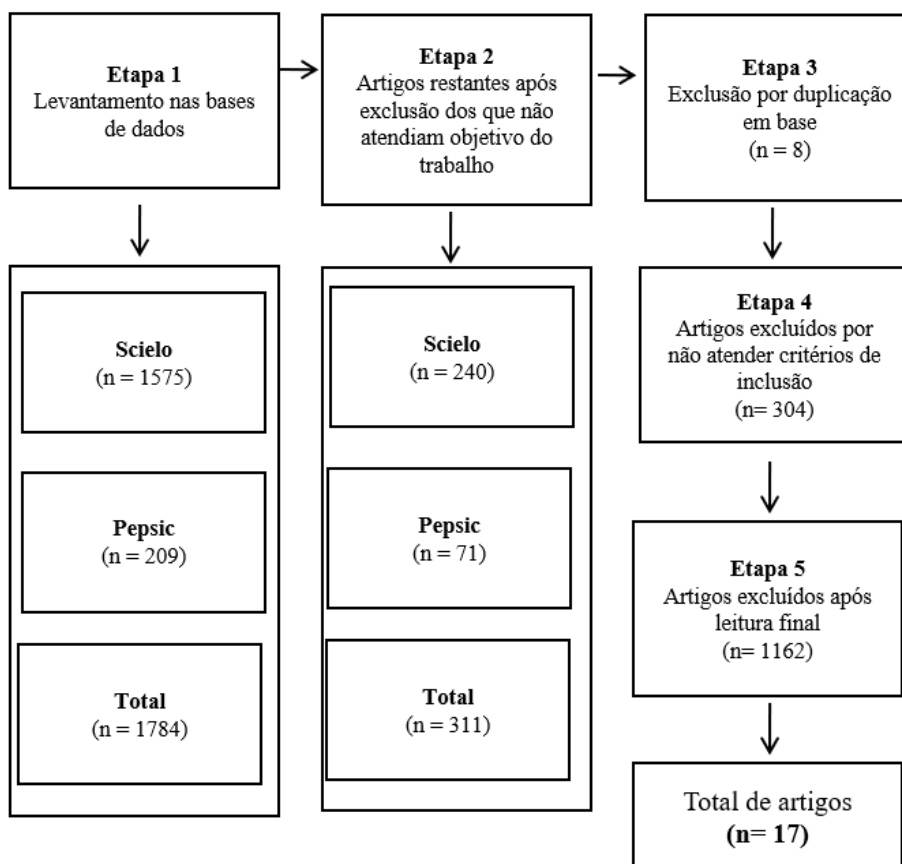 Etapa 1
Levantamento nas bases
de dados
Etapa 2
Artigos restantes após
exclusão dos que não
atendiam objetivo do
trabalho
Etapa 3
Exclusão por duplicação
em base
(n = 8)
Scielo
(n = 1575)
Pepsic
(n = 209)
Total
(n = 1784)
Scielo
(n = 240)
Pepsic
(n = 71)
Total
(n = 311)
Etapa 4
Artigos excluídos por
não atender critérios de
inclusão
(n= 304)
Etapa 5
Artigos excluídos após
leitura final
(n= 1162)
Total de artigos
(n= 17)